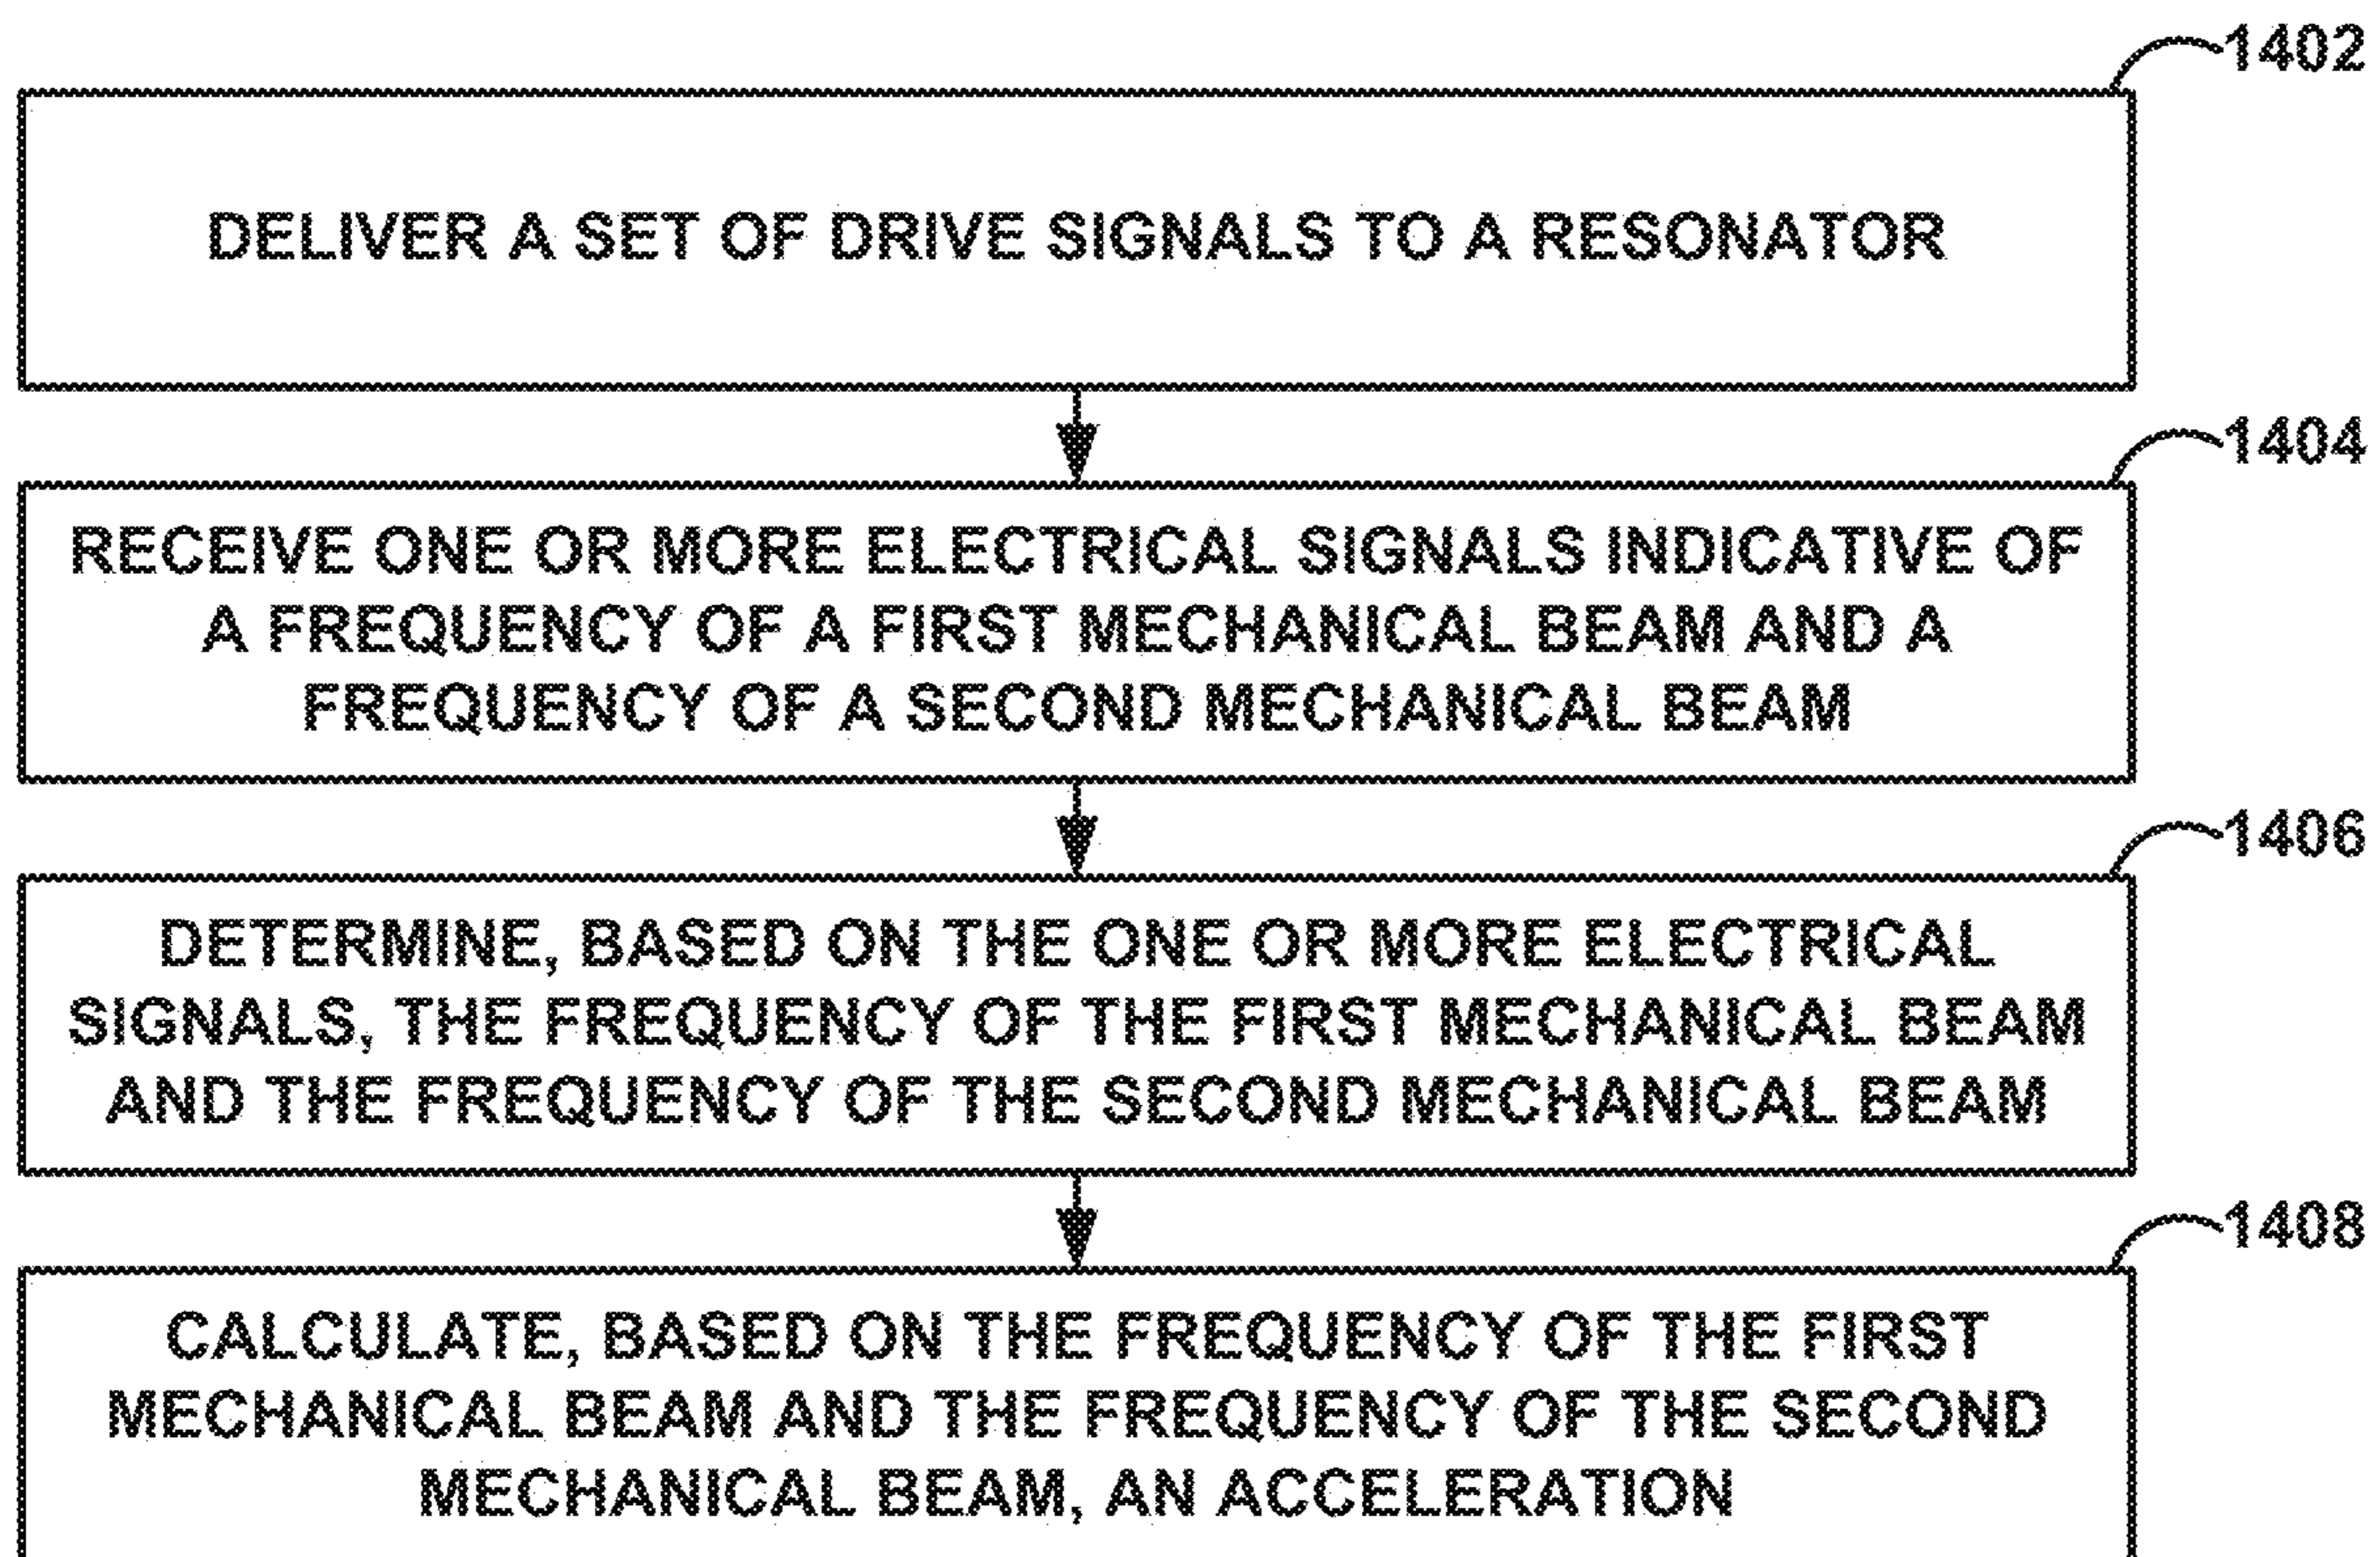 1402
DELIVER A SET OF DRIVE SIGNALS TO A RESONATOR
1404
RECEIVE ONE OR MORE ELECTRICAL SIGNALS INDICATIVE OF
A FREQUENCY OF A FIRST MECHANICAL BEAM AND A
FREQUENCY OF A SECOND MECHANICAL BEAM
1406
DETERMINE, BASED ON THE ONE OR MORE ELECTRICAL
SIGNALS, THE FREQUENCY OF THE FIRST MECHANICAL BEAM
AND THE FREQUENCY OF THE SECOND MECHANICAL BEAM
1408
CALCULATE, BASED ON THE FREQUENCY OF THE FIRST
MECHANICAL BEAM AND THE FREQUENCY OF THE SECOND
MECHANICAL BEAM, AN ACCELERATION